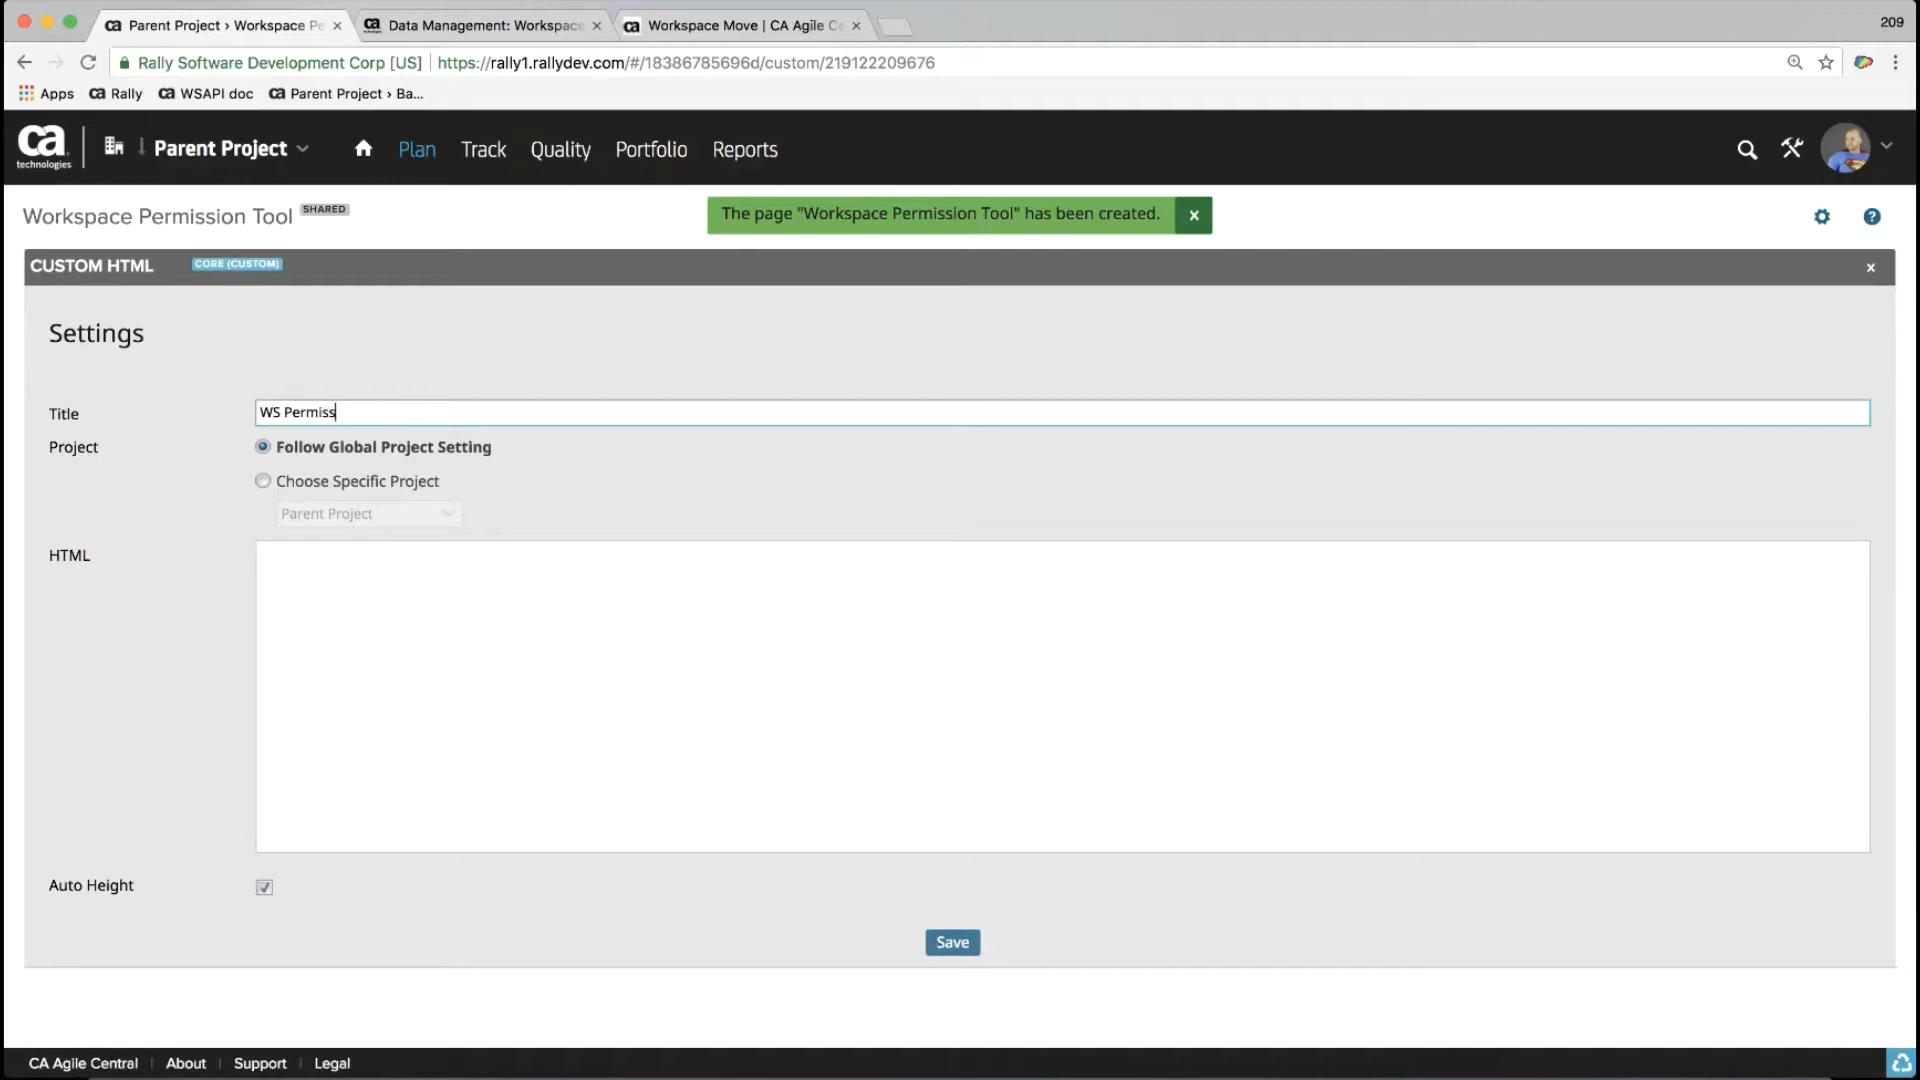 Parent Project › Workspace Pe
Data Management: Workspace
Workspace Move | CA Agile Ce
209
Rally Software Development Corp [US]
https://rally1.rallydev.com/#/18386785696d/custom/219122209676
Apps
Rally
WSAPI doc
Parent Project › Ba...
ca
technologies
Parent Project
Plan
Track
Quality
Portfolio
Reports
Workspace Permission Tool
SHARED
The page "Workspace Permission Tool" has been created.
CUSTOM HTML
CORE (CUSTOM)
Settings
Title
WS Permiss
Project
Follow Global Project Setting
Choose Specific Project
Parent Project
HTML
Auto Height
Save
CA Agile Central
About
Support
Legal